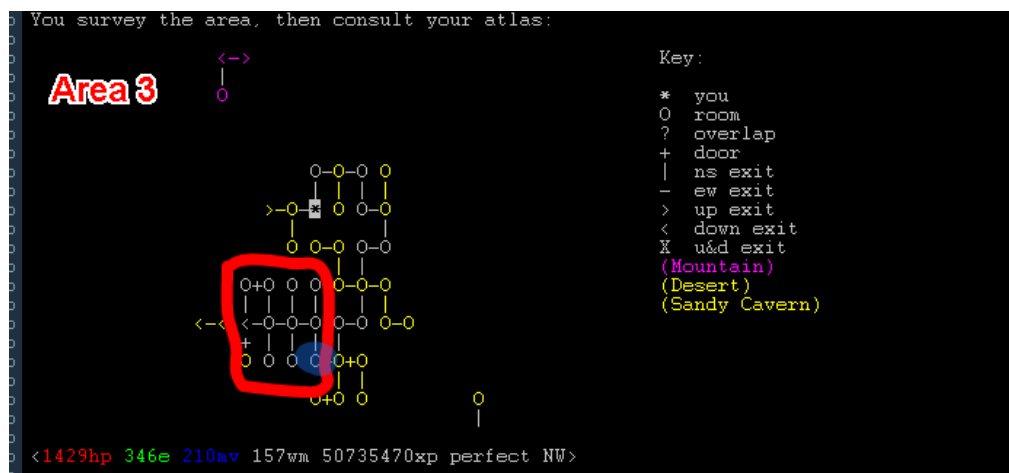 You survey the area, then consult your atlas:
<-> Key:
|
Area 3
O * you
O room
? overlap
O-O-O O + door
| | | | | ns exit
>-O-* O O-O - ew exit
| | > up exit
O O-O O-O < down exit
| | X u&d exit
(Mountain)
O+O O O O-O-O (Desert)
| | | | | | (Sandy Cavern)
<-< <-O-O-O O-O O-O
+ | | |
O O O O-O+O
| |
O+O O O
|
<1429hp 346e 210mv 157wm 50735470xp perfect NW>